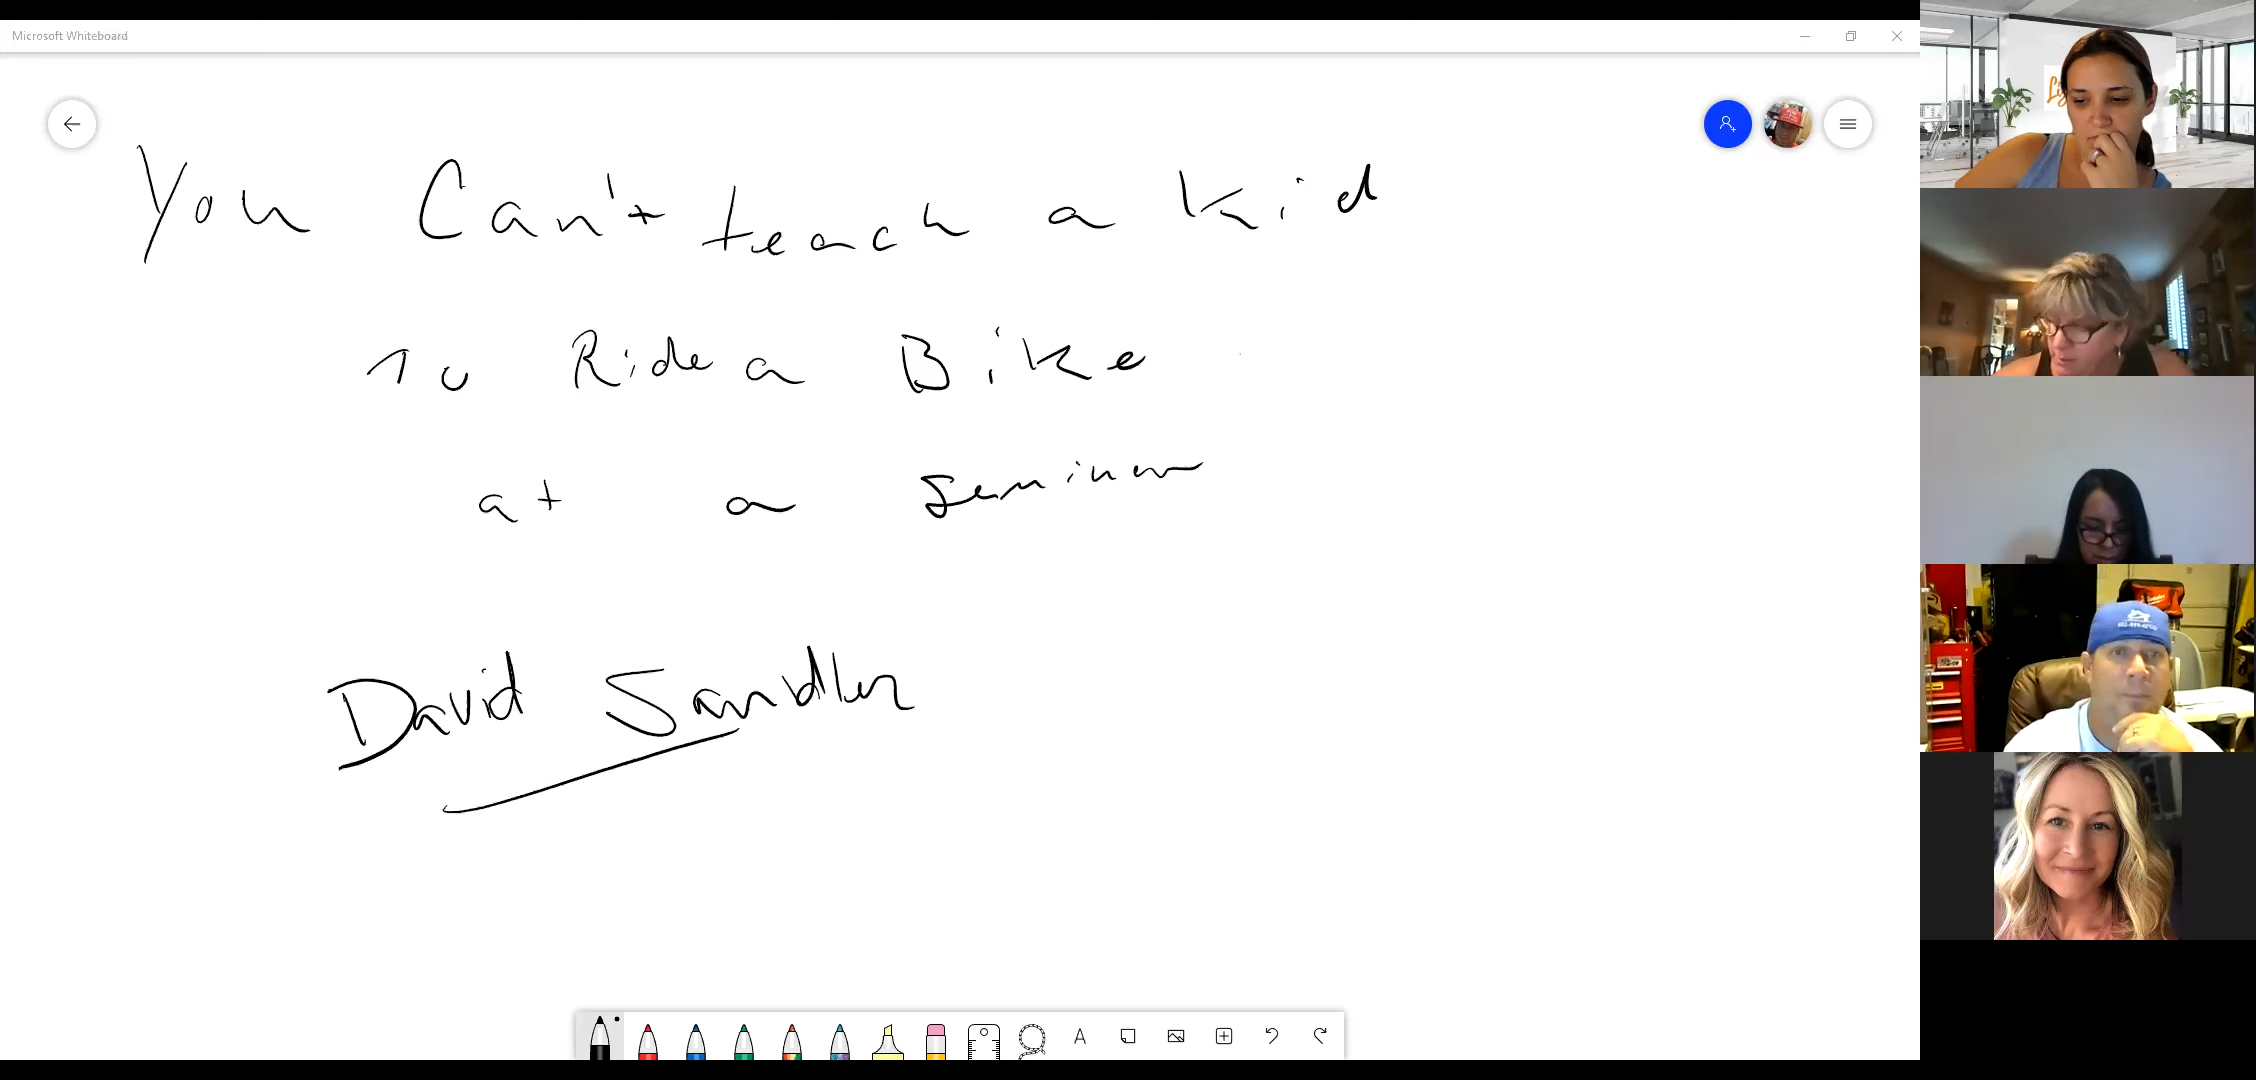 Microsoft Whiteboard
You Can't teach a kid
To Ride a Bike
at a seminar
David Sandler
A